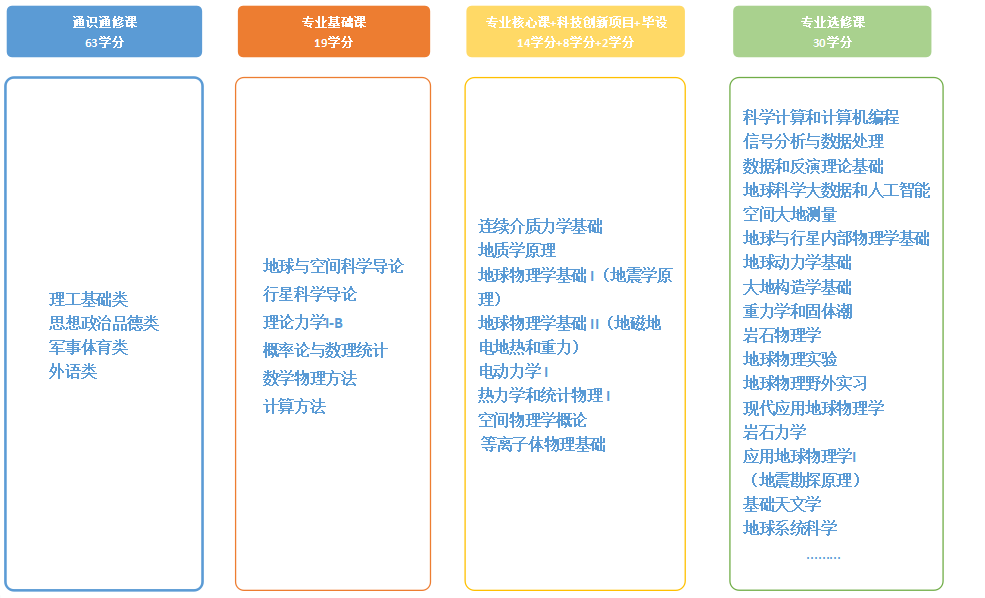 通识通修课
63学分
理工基础类
思想政治品德类
军事体育类
外语类
专业基础课
19学分
地球与空间科学导论
行星科学导论
理论力学I-B
概率论与数理统计
数学物理方法
计算方法
专业核心课+科技创新项目+毕设
14学分+8学分+2学分
连续介质力学基础
地质学原理
地球物理学基础 I（地震学原
理）
地球物理学基础 II（地磁地
电地热和重力）
电动力学 I
热力学和统计物理 I
空间物理学概论
等离子体物理基础
专业选修课
30学分
科学计算和计算机编程
信号分析与数据处理
数据和反演理论基础
地球科学大数据和人工智能
空间大地测量
地球与行星内部物理学基础
地球动力学基础
大地构造学基础
重力学和固体潮
岩石物理学
地球物理实验
地球物理野外实习
现代应用地球物理学
岩石力学
应用地球物理学I
（地震勘探原理）
基础天文学
地球系统科学
………